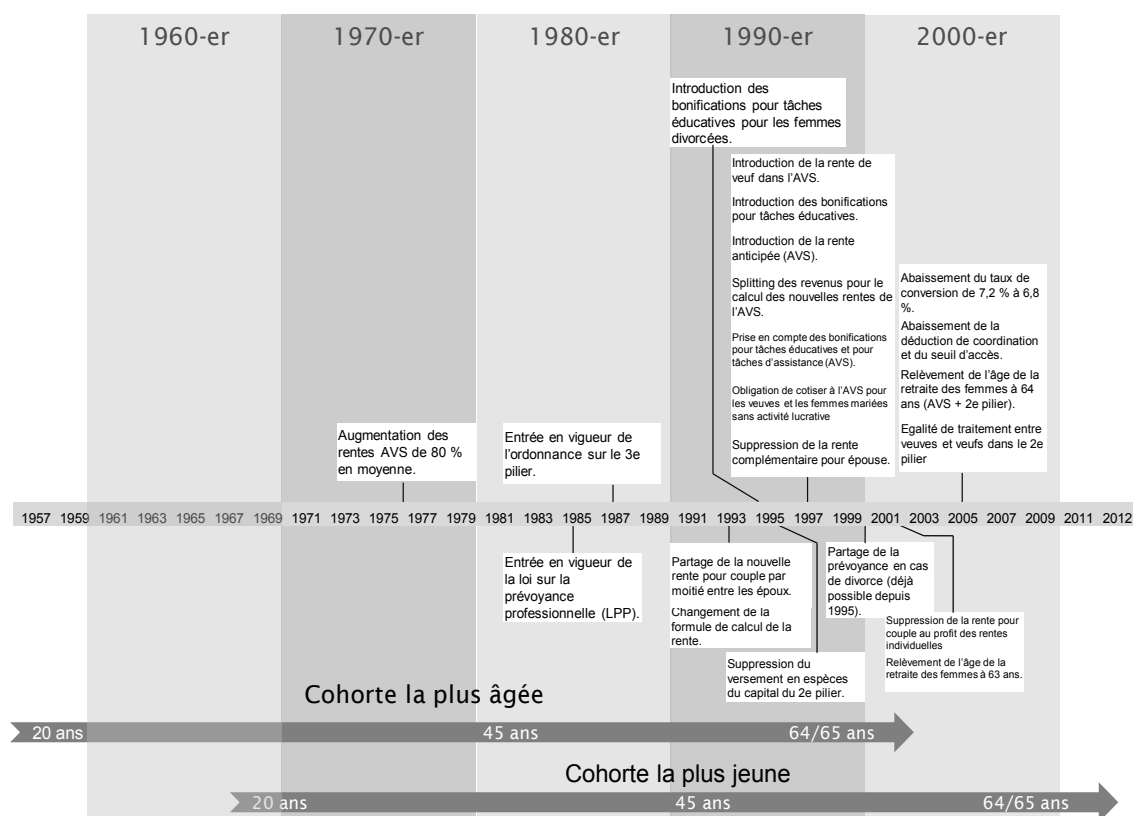 1960-er
1970-er
1980-er
1990-er
2000-er
Introduction des
bonifications pour tâches
éducatives pour les femmes
divorcées.
Introduction de la rente de
veuf dans l'AVS.
Introduction des bonifications
pour tâches éducatives.
Introduction de la rente
anticipée (AVS).
Splitting des revenus pour le
calcul des nouvelles rentes de
l'AVS.
Prise en compte des bonifications
pour tâches éducatives et pour
tâches d'assistance (AVS).
Obligation de cotiser à l'AVS pour
les veuves et les femmes mariées
sans activité lucrative
Suppression de la rente
complémentaire pour épouse.
Abaissement du taux de
conversion de 7,2 % à 6,8
%.
Abaissement de la
déduction de coordination
et du seuil d'accès.
Relèvement de l'âge de la
retraite des femmes à 64
ans (AVS + 2e pilier).
Egalité de traitement entre
veuves et veufs dans le 2e
pilier
Augmentation des
rentes AVS de 80 %
en moyenne.
Entrée en vigueur de
l'ordonnance sur le 3e
pilier.
1957 1959 1961 1963 1965 1967 1969 1971 1973 1975 1977 1979 1981 1983 1985 1987 1989 1991 1993 1995 1997 1999 2001 2003 2005 2007 2009 2011 2012
Entrée en vigueur de
la loi sur la
prévoyance
professionnelle (LPP).
Partage de la nouvelle
rente pour couple par
moitié entre les époux.
Changement de la
formule de calcul de la
rente.
Suppression du
versement en espèces
du capital du 2e pilier.
Partage de la
prévoyance en cas
de divorce (déjà
possible depuis
1995).
Suppression de la rente pour
couple au profit des rentes
individuelles
Relèvement de l'âge de la
retraite des femmes à 63 ans.
Cohorte la plus âgée
20 ans 45 ans 64/65 ans
Cohorte la plus jeune
20 ans 45 ans 64/65 ans